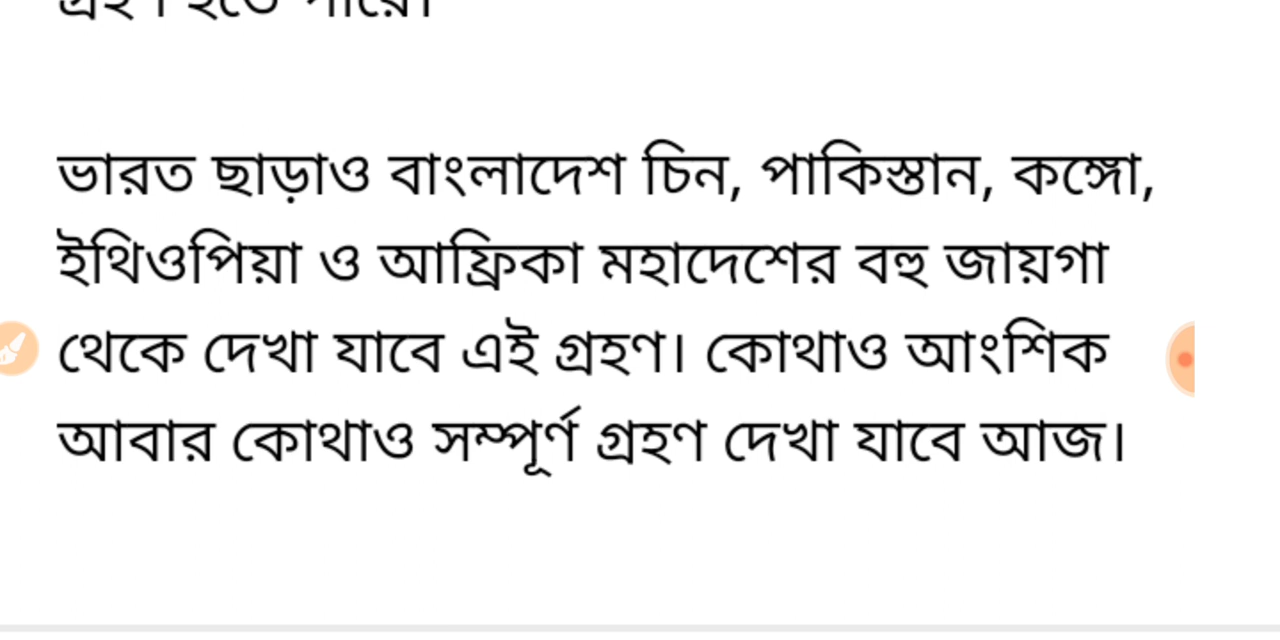 ভারত ছাড়াও বাংলাদেশ চিন, পাকিস্তান, কঙ্গো,
ইথিওপিয়া ও আফ্রিকা মহাদেশের বহু জায়গা
থেকে দেখা যাবে এই গ্রহণ। কোথাও আংশিক
আবার কোথাও সম্পূর্ণ গ্রহণ দেখা যাবে আজ।